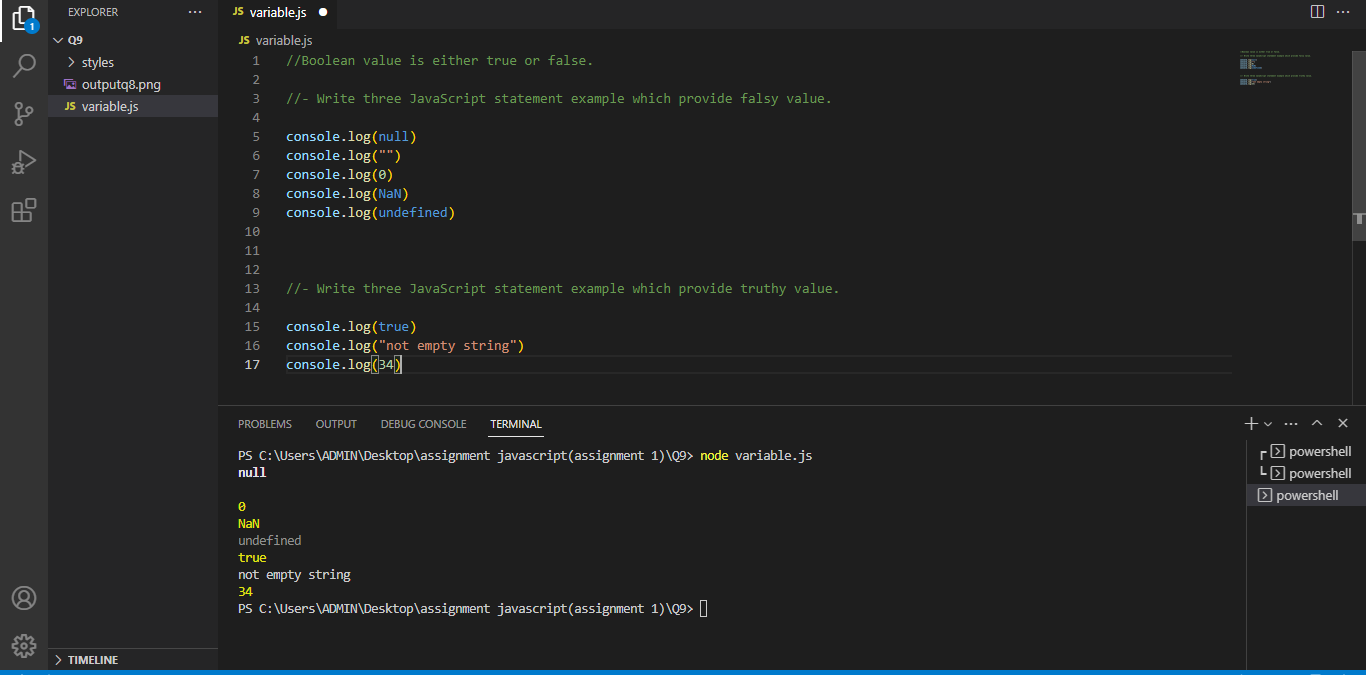 EXPLORER ···
JS variable.js
1
Q9
styles
outputq8.png
JS variable.js
JS variable.js
1 //Boolean value is either true or false.
2
3 //- Write three JavaScript statement example which provide falsy value.
4
5 console.log(null)
6 console.log("")
7 console.log(0)
8 console.log(NaN)
9 console.log(undefined)
10
11
12
13 //- Write three JavaScript statement example which provide truthy value.
14
15 console.log(true)
16 console.log("not empty string")
17 console.log(34)
PROBLEMS OUTPUT DEBUG CONSOLE TERMINAL
PS C:\Users\ADMIN\Desktop\assignment javascript(assignment 1)\Q9> node variable.js
null
0
NaN
undefined
true
not empty string
34
PS C:\Users\ADMIN\Desktop\assignment javascript(assignment 1)\Q9>
powershell
powershell
powershell
TIMELINE